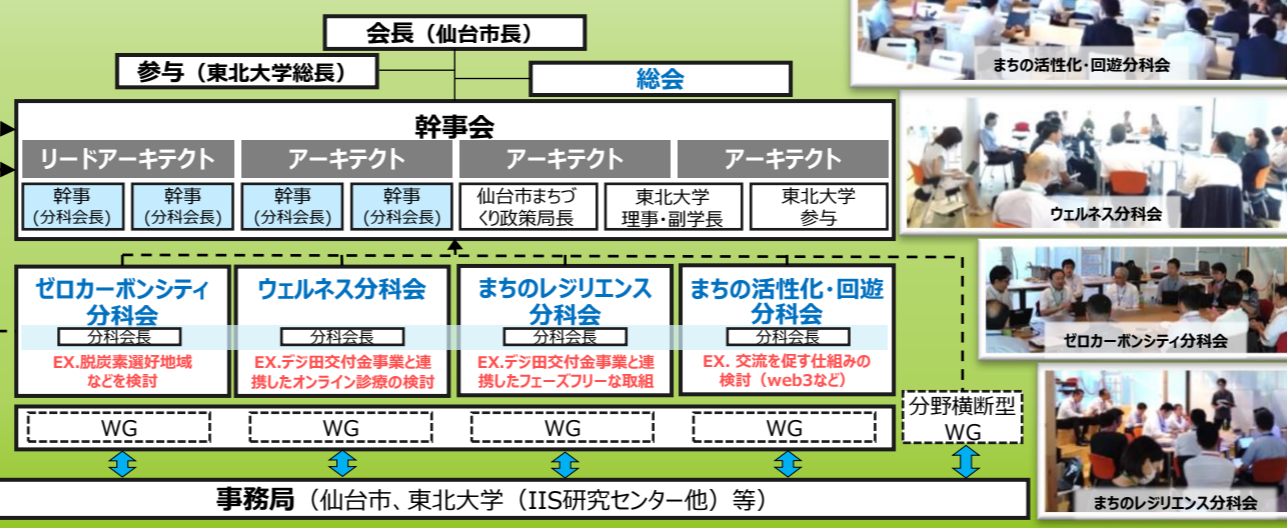 会長（仙台市長）
参与（東北大学総長）
総会
幹事会
リードアーキテクト
アーキテクト
アーキテクト
アーキテクト
幹事
(分科会長)
幹事
(分科会長)
幹事
(分科会長)
幹事
(分科会長)
仙台市まちづ
くり政策局長
東北大学
理事・副学長
東北大学
参与
ゼロカーボンシティ
分科会
分科会長
EX.脱炭素選好地域
などを検討
ウェルネス分科会
分科会長
EX.デジ田交付金事業と連
携したオンライン診療の検討
まちのレジリエンス
分科会
分科会長
EX.デジ田交付金事業と連
携したフェーズフリーな取組
まちの活性化・回遊
分科会
分科会長
EX. 交流を促す仕組みの
検討（web3など）
WG
WG
WG
WG
分野横断型
WG
事務局（仙台市、東北大学（IIS研究センター他）等）
まちの活性化・回遊分科会
ウェルネス分科会
ゼロカーボンシティ分科会
まちのレジリエンス分科会